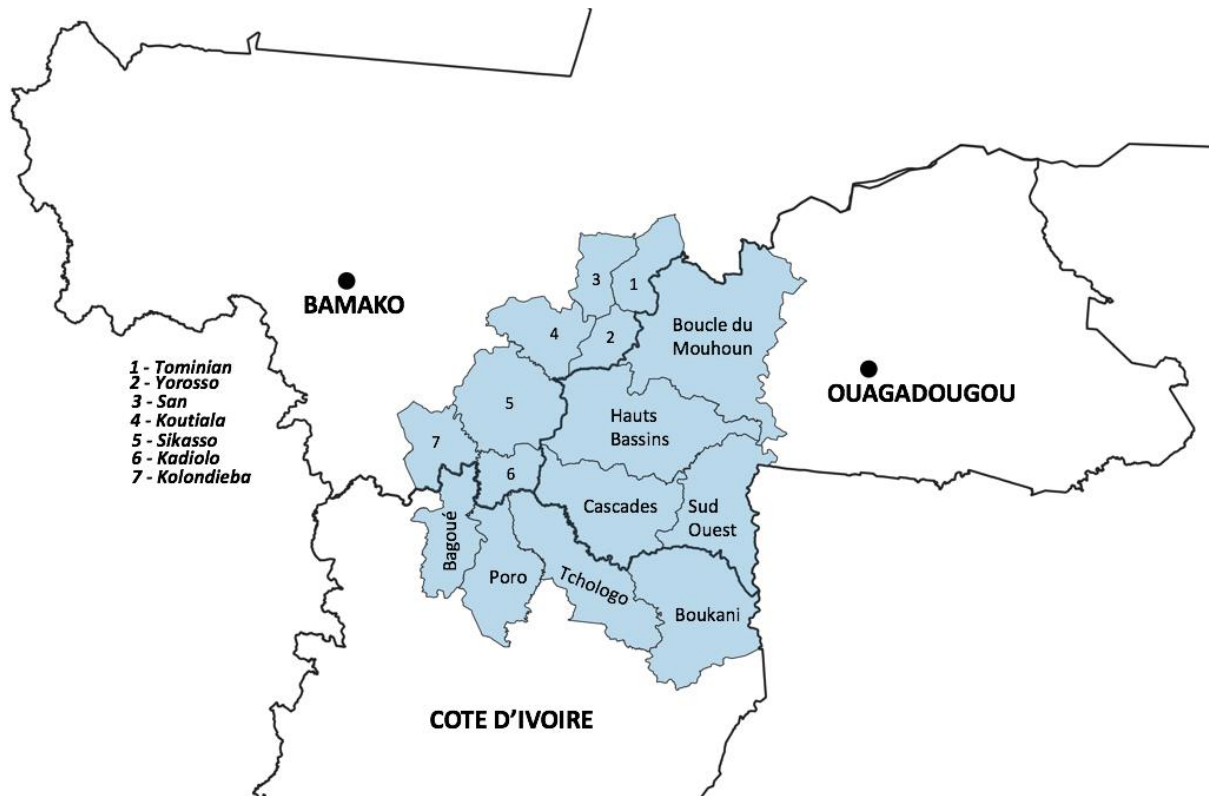 3
1
BAMAKO
4
2
Boucle du
Mouhoun
1 - Tominian
2 - Yorosso
3 - San
4 - Koutiala
5 - Sikasso
6 - Kadiolo
7 - Kolondieba
OUAGADOUGOU
5
Hauts
Bassins
7
6
Cascades
Sud
Ouest
Bagoué
Poro
Tchologo
Boukani
COTE D'IVOIRE